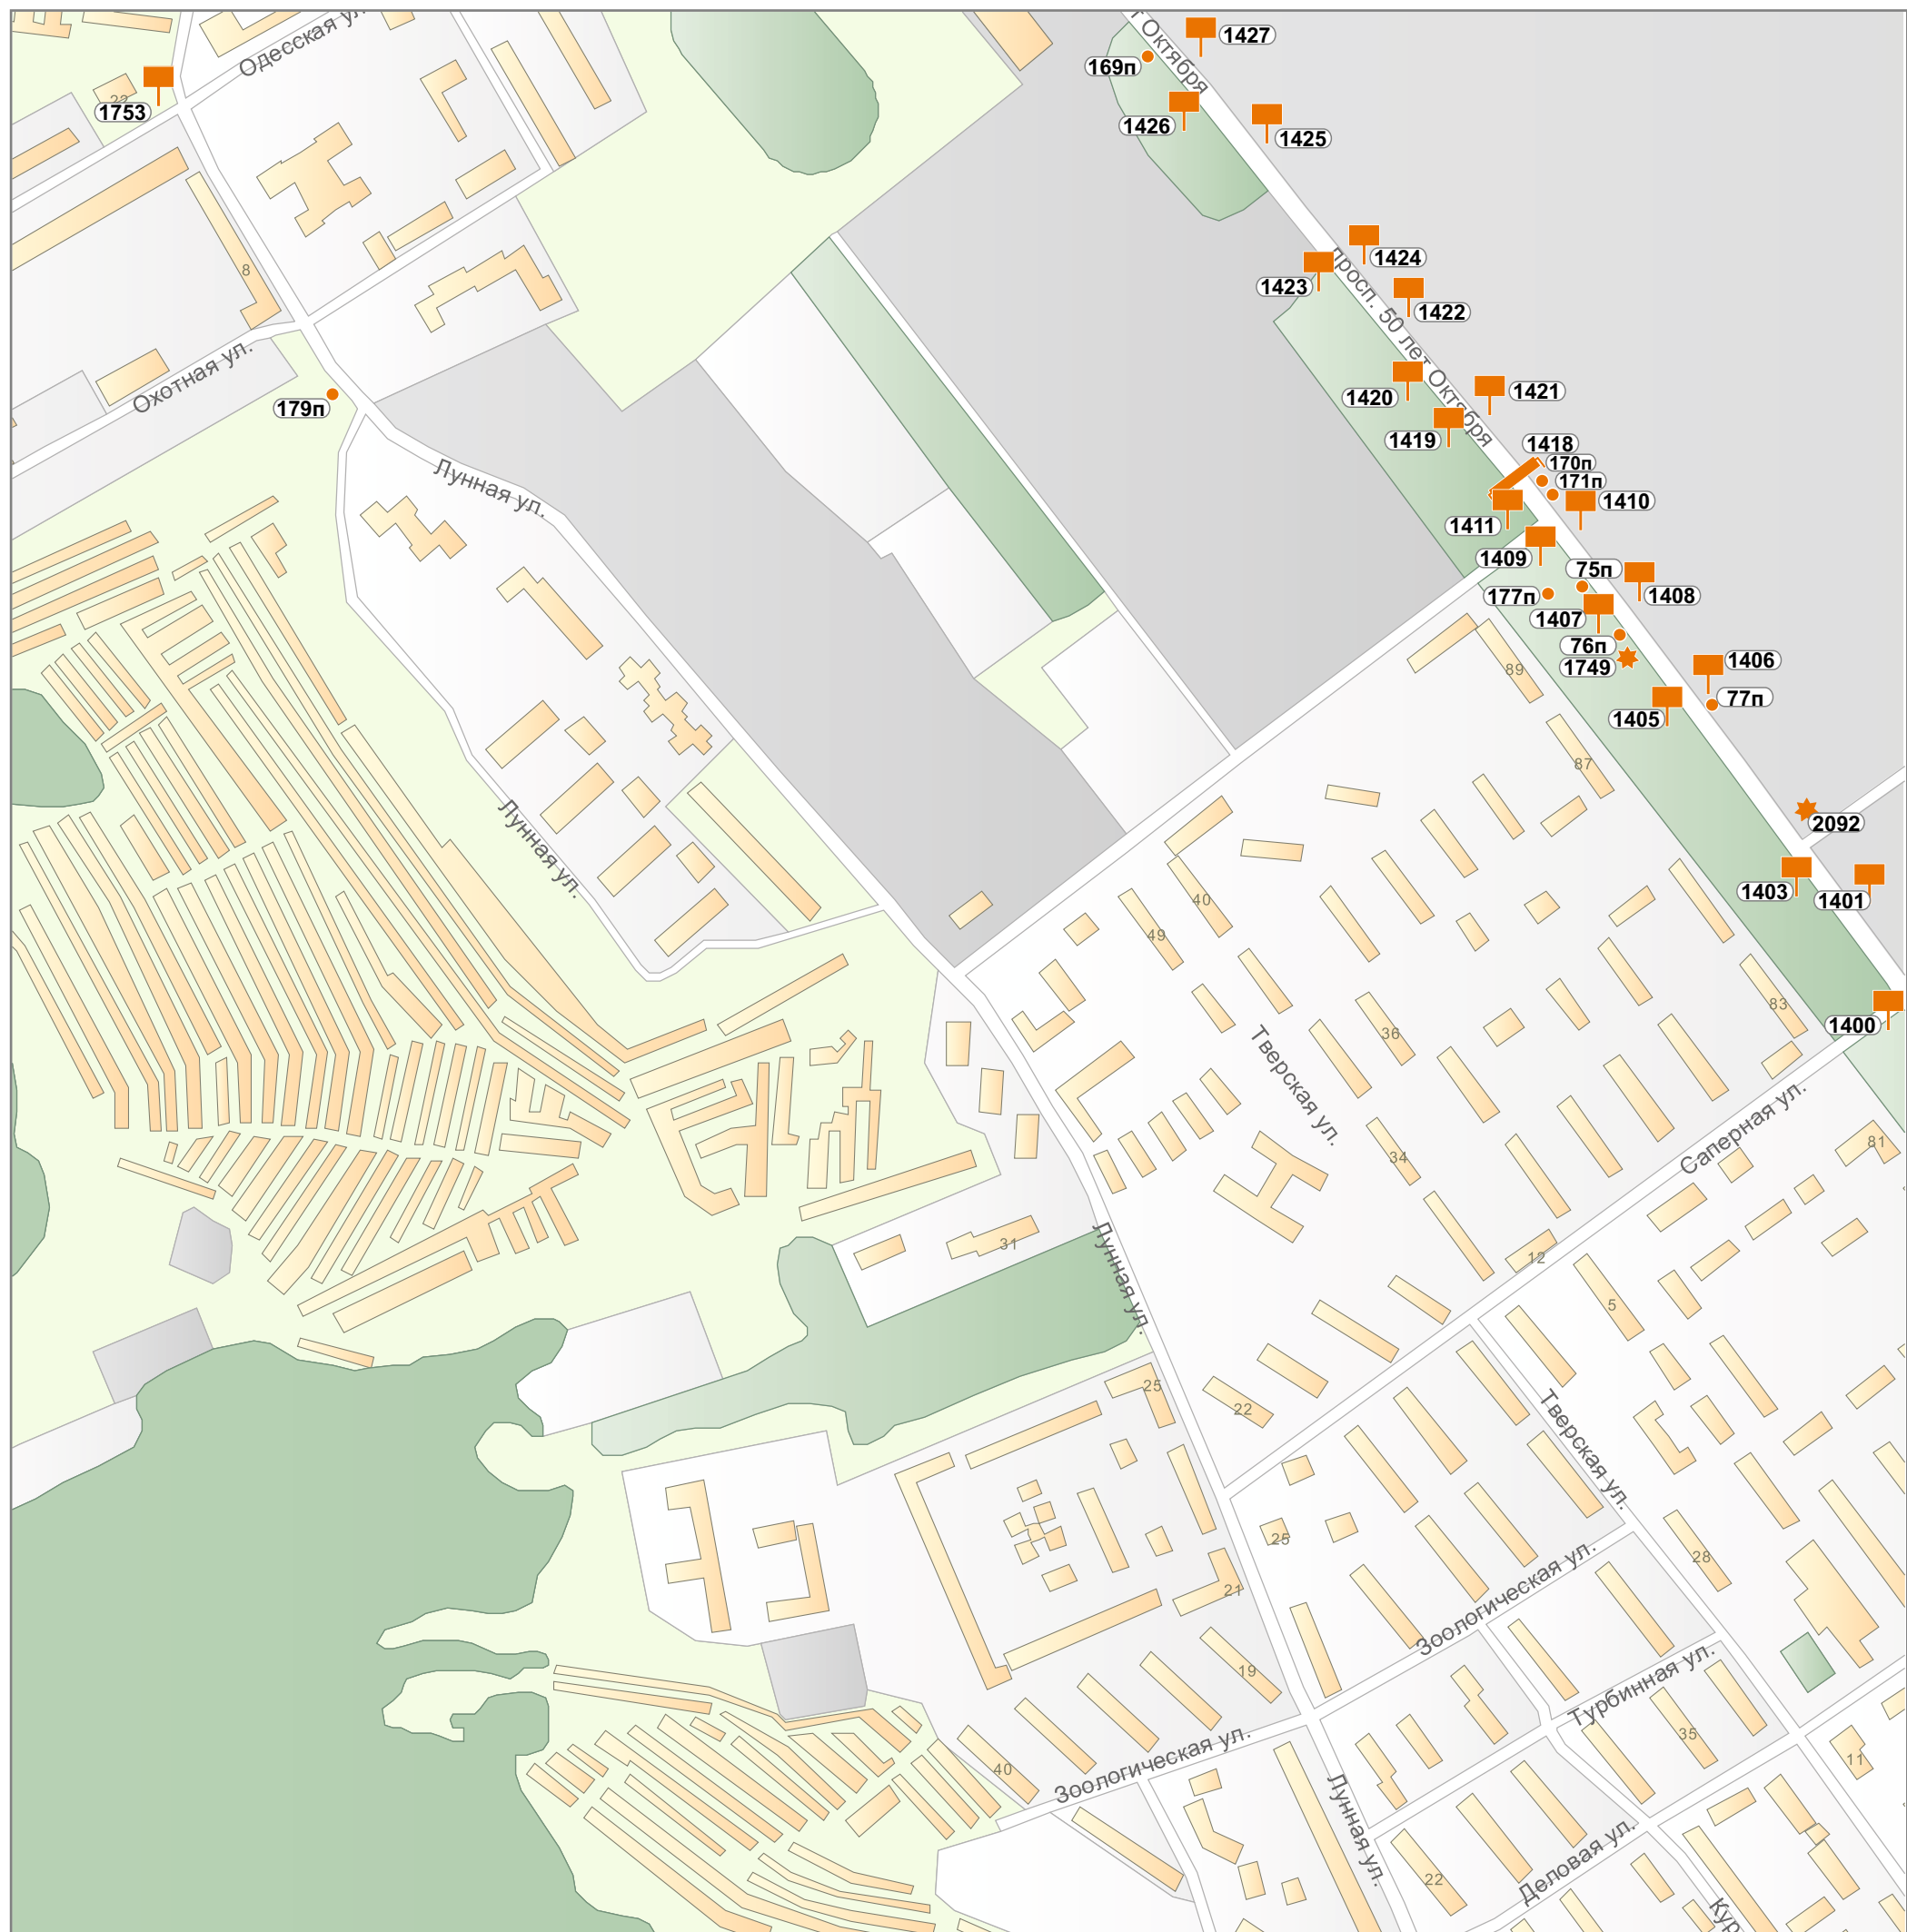 Одесская ул.
т Октября
1427
169п
22
1753
1426
1425
8
1424
1423
просп. 50 лет Октября
1422
Охотная ул.
179п
1420
1421
1419
1418
170п
171п
1410
Лунная ул.
1411
1409
75п
177п
1408
1407
76п
1749
1406
89
77п
1405
87
Лунная ул.
2092
1403
1401
40
49
83
1400
36
Тверская ул.
Саперная ул.
81
34
31
12
Лунная ул.
5
25
22
Тверская ул.
25
28
21
Зоологическая ул.
19
Турбинная ул.
35
40
11
Зоологическая ул.
Лунная ул.
22
Деловая ул.
Кур